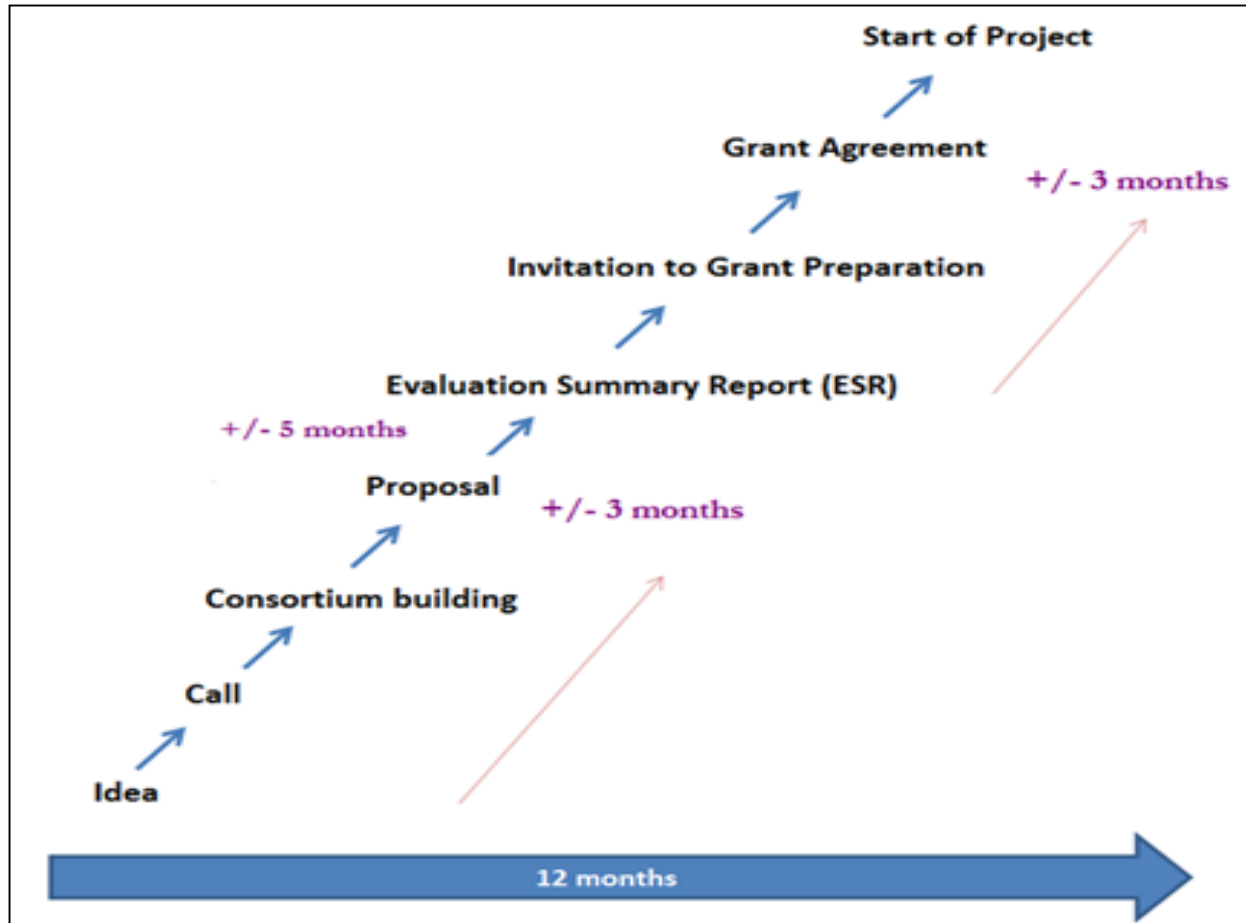 Start of Project
Grant Agreement
+/- 3 months
Invitation to Grant Preparation
Evaluation Summary Report (ESR)
+/- 5 months
Proposal
+/- 3 months
Consortium building
Call
Idea
12 months